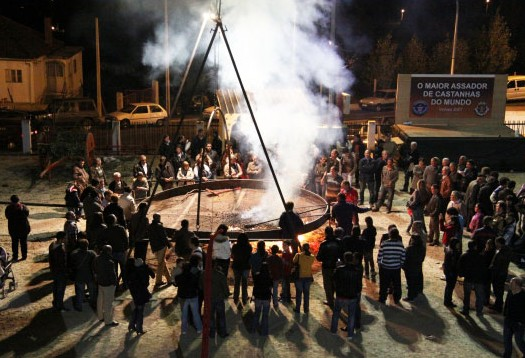 O MAIOR ASSADOR
DE CASTANHAS
DO MUNDO